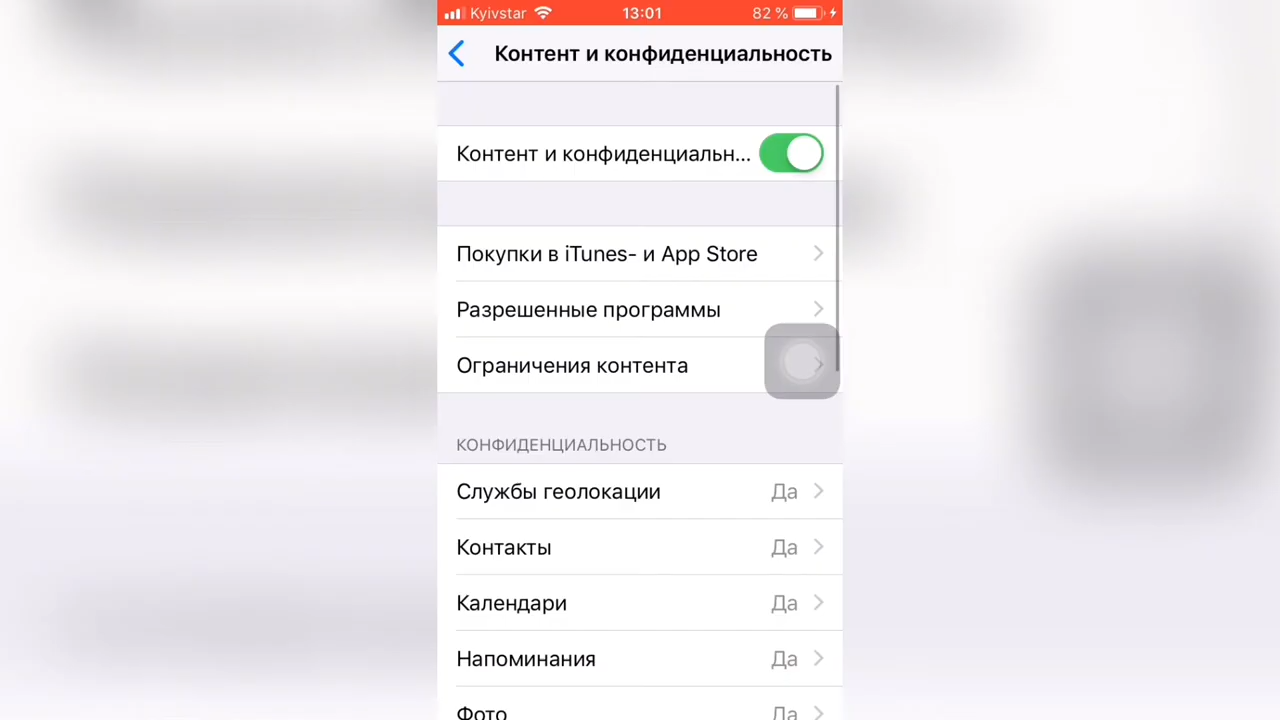 Kyivstar 13:01 82 %
Контент и конфиденциальность
Контент и конфиденциальн...
Покупки в iTunes- и App Store
Разрешенные программы
Ограничения контента
КОНФИДЕНЦИАЛЬНОСТЬ
Службы геолокации Да
Контакты Да
Календари Да
Напоминания Да
Фото Да